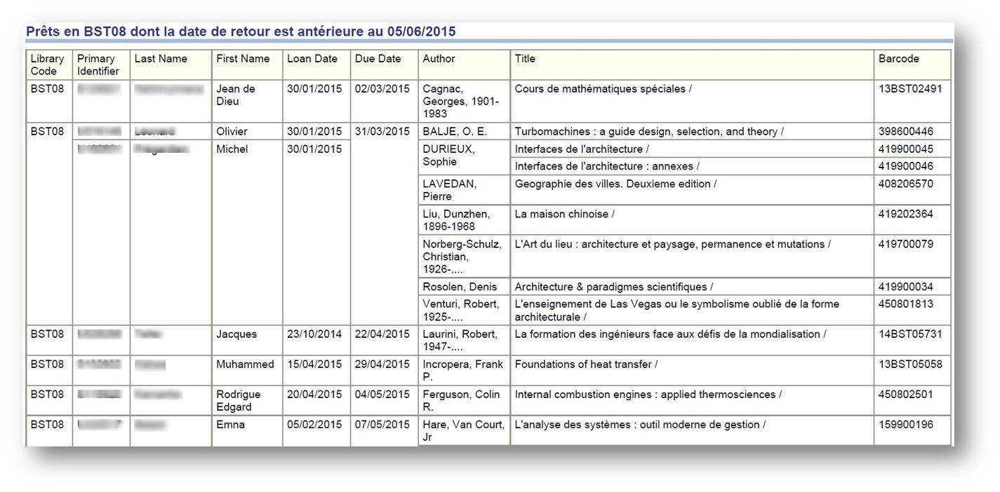 Prêts en BST08 dont la date de retour est antérieure au 05/06/2015
Library Code Primary Identifier Last Name First Name Loan Date Due Date Author Title Barcode
BST08 Jean de Dieu 30/01/2015 02/03/2015 Cagnac, Georges, 1901-1983 Cours de mathématiques spéciales / 13BST02491
BST08 Olivier 30/01/2015 31/03/2015 BALJE, O. E. Turbomachines : a guide design, selection, and theory / 398600446
Michel 30/01/2015 DURIEUX, Sophie Interfaces de l'architecture / 419900045
Interfaces de l'architecture : annexes / 419900046
LAVEDAN, Pierre Geographie des villes. Deuxieme edition / 408206570
Liu, Dunzhen, 1896-1968 La maison chinoise / 419202364
Norberg-Schulz, Christian, 1926-.... L'Art du lieu : architecture et paysage, permanence et mutations / 419700079
Rosolen, Denis Architecture & paradigmes scientifiques / 419900034
Venturi, Robert, 1925-.... L'enseignement de Las Vegas ou le symbolisme oublié de la forme architecturale / 450801813
BST08 Jacques 23/10/2014 22/04/2015 Laurini, Robert, 1947-.... La formation des ingénieurs face aux défis de la mondialisation / 14BST05731
BST08 Muhammed 15/04/2015 29/04/2015 Incropera, Frank P. Foundations of heat transfer / 13BST05058
BST08 Rodrigue Edgard 20/04/2015 04/05/2015 Ferguson, Colin R. Internal combustion engines : applied thermosciences / 450802501
BST08 Emna 05/02/2015 07/05/2015 Hare, Van Court, Jr L'analyse des systèmes : outil moderne de gestion / 159900196